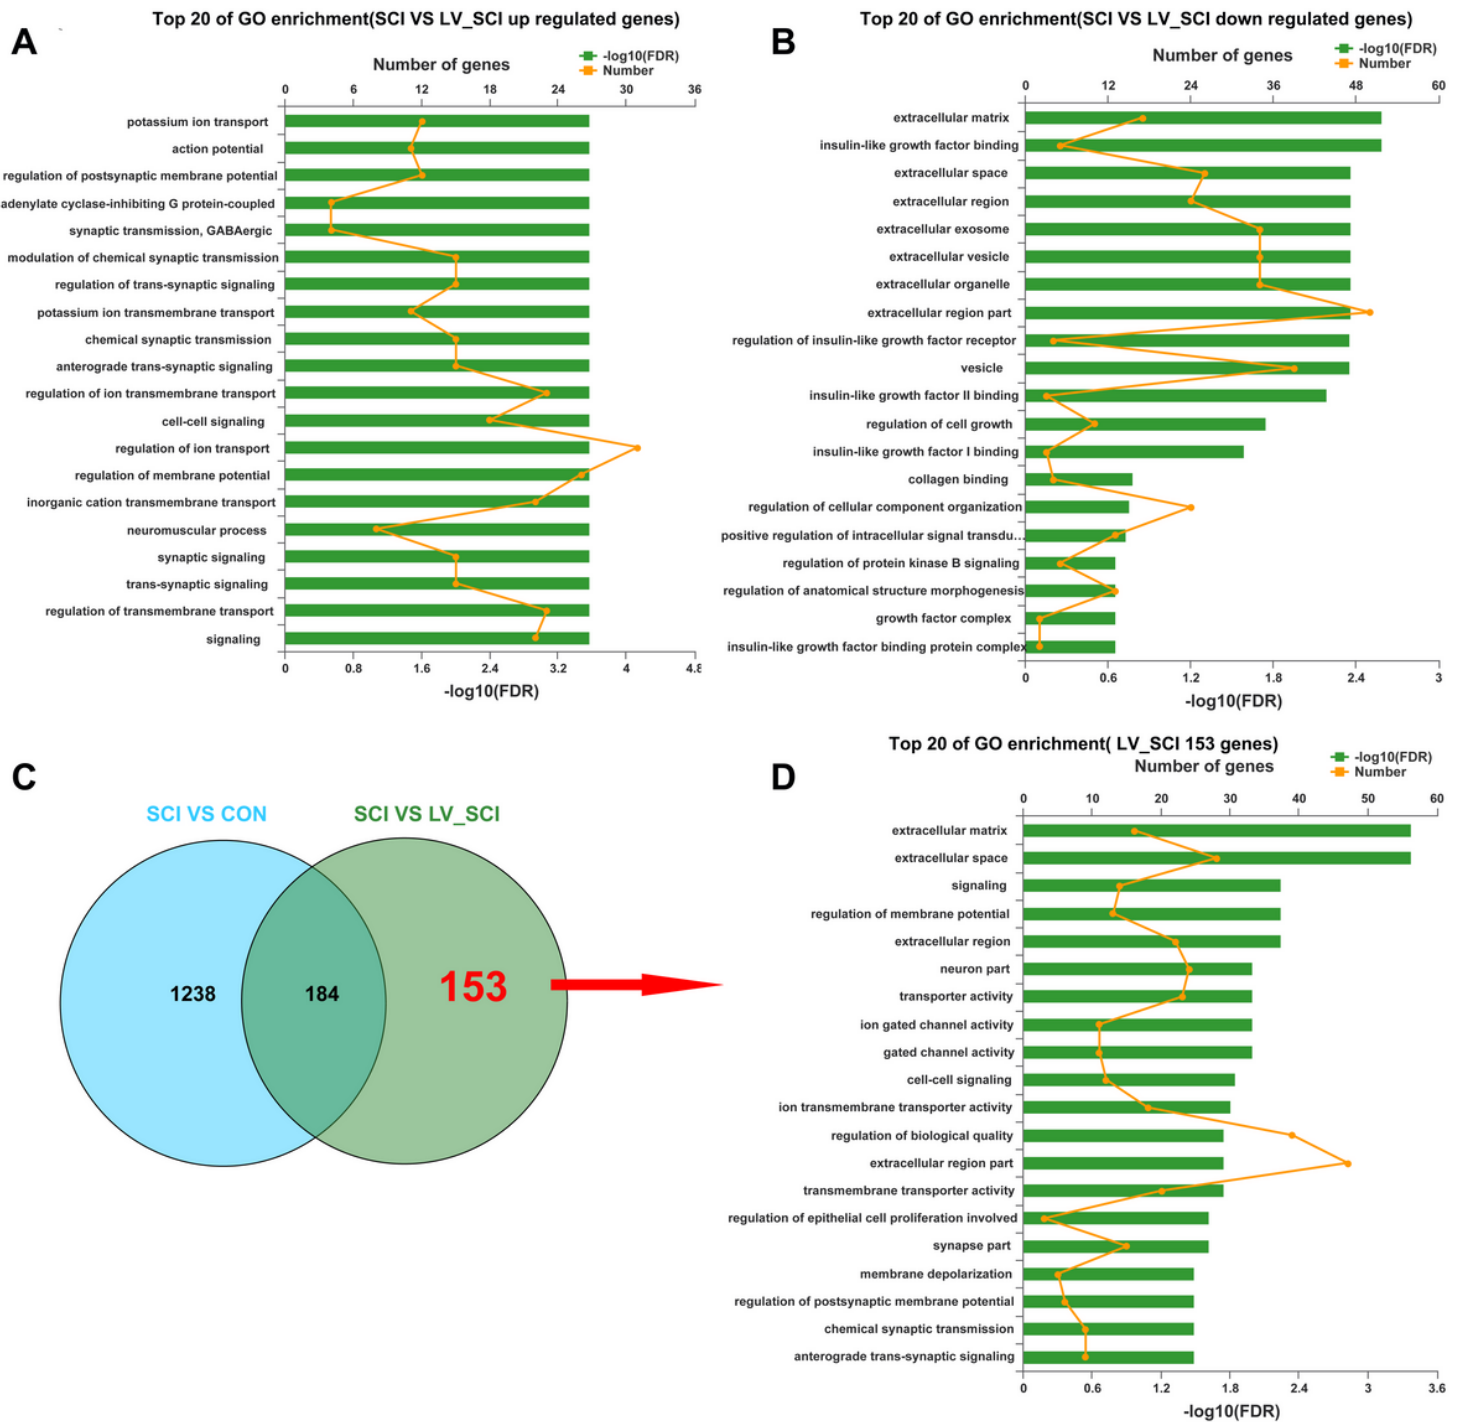 A
Top 20 of GO enrichment(SCI VS LV_SCI up regulated genes)
-log10(FDR)
Number
Number of genes
0 6 12 18 24 30 36
potassium ion transport
action potential
regulation of postsynaptic membrane potential
adenylate cyclase-inhibiting G protein-coupled
synaptic transmission, GABAergic
modulation of chemical synaptic transmission
regulation of trans-synaptic signaling
potassium ion transmembrane transport
chemical synaptic transmission
anterograde trans-synaptic signaling
regulation of ion transmembrane transport
cell-cell signaling
regulation of ion transport
regulation of membrane potential
inorganic cation transmembrane transport
neuromuscular process
synaptic signaling
trans-synaptic signaling
regulation of transmembrane transport
signaling
0 0.8 1.6 2.4 3.2 4 4.8
-log10(FDR)
B
Top 20 of GO enrichment(SCI VS LV_SCI down regulated genes)
-log10(FDR)
Number
Number of genes
0 12 24 36 48 60
extracellular matrix
insulin-like growth factor binding
extracellular space
extracellular region
extracellular exosome
extracellular vesicle
extracellular organelle
extracellular region part
regulation of insulin-like growth factor receptor
vesicle
insulin-like growth factor II binding
regulation of cell growth
insulin-like growth factor I binding
collagen binding
regulation of cellular component organization
positive regulation of intracellular signal transdu...
regulation of protein kinase B signaling
regulation of anatomical structure morphogenesis
growth factor complex
insulin-like growth factor binding protein complex
0 0.6 1.2 1.8 2.4 3
-log10(FDR)
C
SCI VS CON
SCI VS LV_SCI
1238
184
153
D
Top 20 of GO enrichment( LV_SCI 153 genes)
-log10(FDR)
Number
Number of genes
0 10 20 30 40 50 60
extracellular matrix
extracellular space
signaling
regulation of membrane potential
extracellular region
neuron part
transporter activity
ion gated channel activity
gated channel activity
cell-cell signaling
ion transmembrane transporter activity
regulation of biological quality
extracellular region part
transmembrane transporter activity
regulation of epithelial cell proliferation involved
synapse part
membrane depolarization
regulation of postsynaptic membrane potential
chemical synaptic transmission
anterograde trans-synaptic signaling
0 0.6 1.2 1.8 2.4 3 3.6
-log10(FDR)